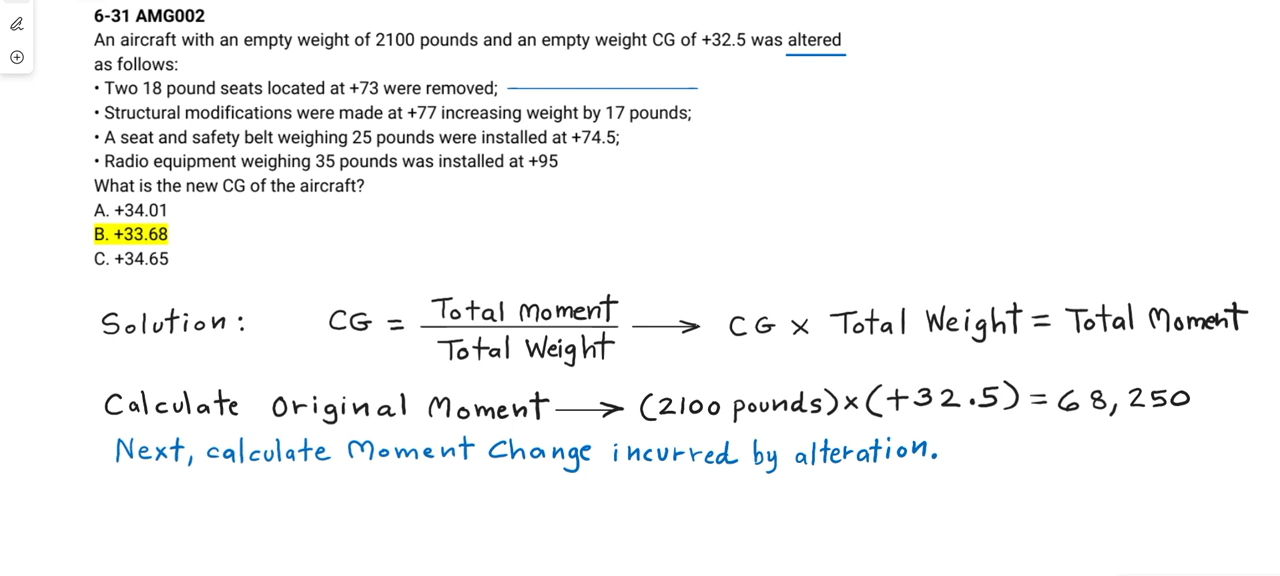 6-31 AMG002
An aircraft with an empty weight of 2100 pounds and an empty weight CG of +32.5 was altered
as follows:
• Two 18 pound seats located at +73 were removed;
• Structural modifications were made at +77 increasing weight by 17 pounds;
• A seat and safety belt weighing 25 pounds were installed at +74.5;
• Radio equipment weighing 35 pounds was installed at +95
What is the new CG of the aircraft?
A. +34.01
B. +33.68
C. +34.65
Solution: CG = Total Moment / Total Weight → CG × Total Weight = Total Moment
Calculate Original Moment → (2100 pounds)×(+32.5) = 68,250
Next, calculate Moment Change incurred by alteration.